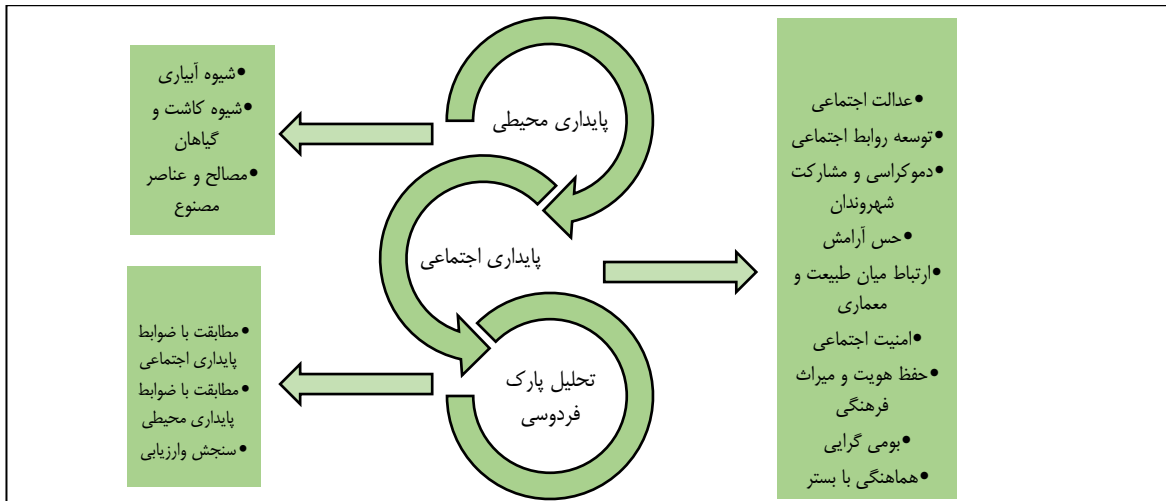 پایداری محیطی
•شیوه آبیاری
•شیوه کاشت و
گیاهان
•مصالح و عناصر
مصنوع
پایداری اجتماعی
•عدالت اجتماعی
•توسعه روابط اجتماعی
•دموکراسی و مشارکت
شهروندان
•حس آرامش
•ارتباط میان طبیعت و
معماری
•امنیت اجتماعی
•حفظ هویت و میراث
فرهنگی
•بومی گرایی
•هماهنگی با بستر
تحلیل پارک
فردوسی
•مطابقت با ضوابط
پایداری اجتماعی
•مطابقت با ضوابط
پایداری محیطی
•سنجش وارزیابی